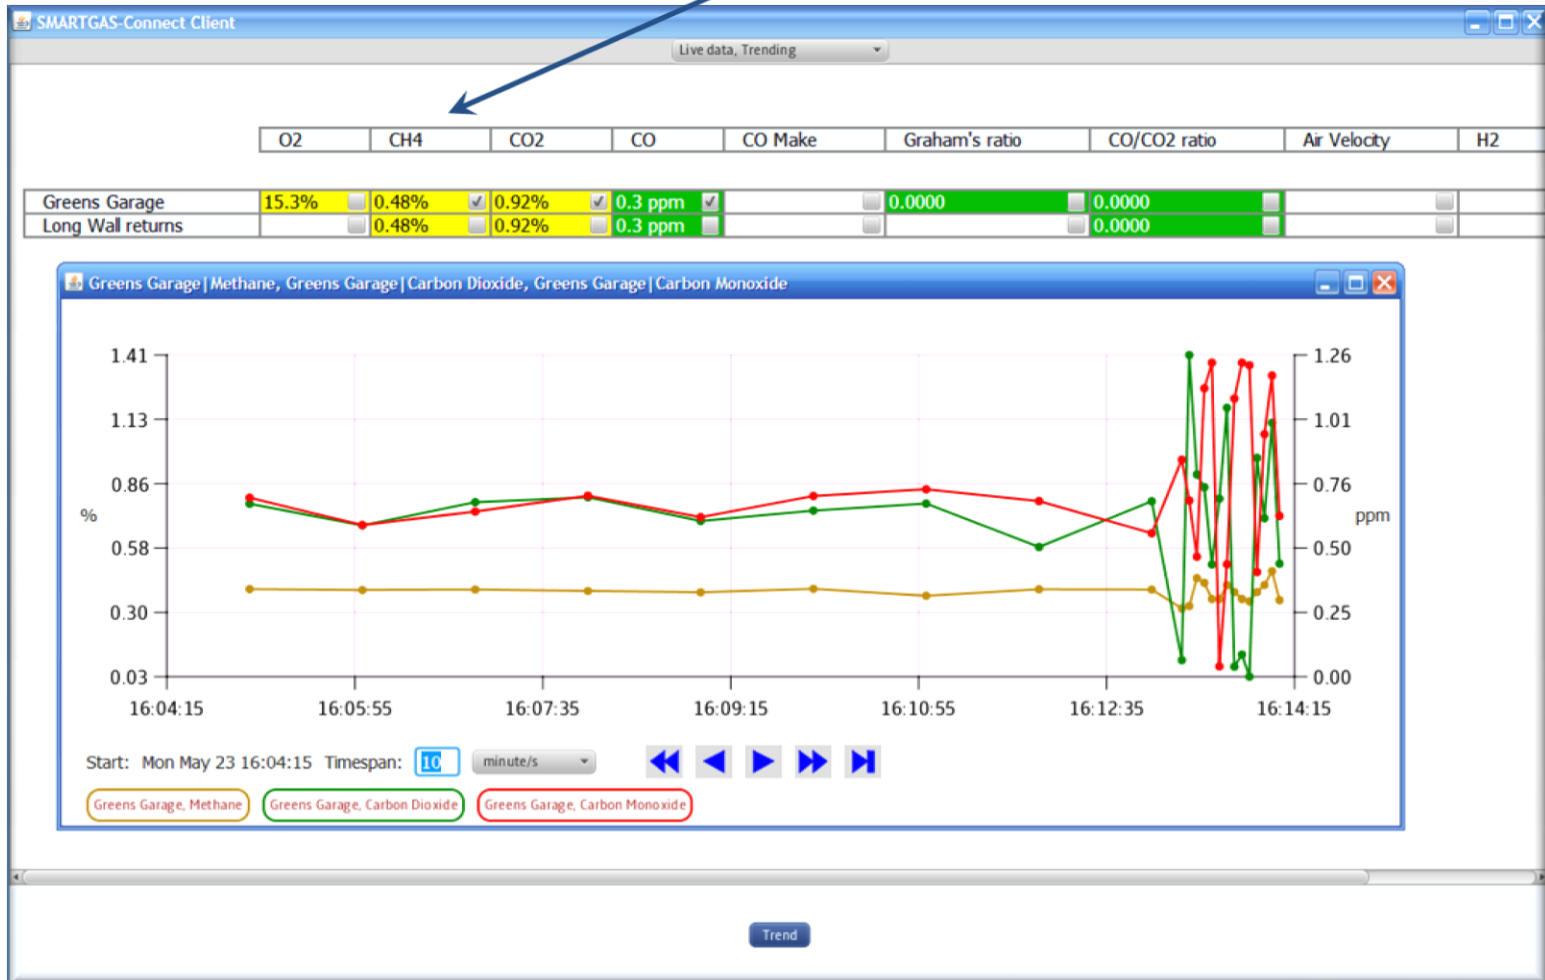 SMARTGAS-Connect Client
Live data, Trending
O2 CH4 CO2 CO CO Make Graham's ratio CO/CO2 ratio Air Velocity H2
Greens Garage 15.3% 0.48% 0.92% 0.3 ppm 0.0000 0.0000
Long Wall returns 0.48% 0.92% 0.3 ppm 0.0000
Greens Garage|Methane, Greens Garage|Carbon Dioxide, Greens Garage|Carbon Monoxide
1.41 1.26
1.13 1.01
0.86 0.76
% ppm
0.58 0.50
0.30 0.25
0.03 0.00
16:04:15 16:05:55 16:07:35 16:09:15 16:10:55 16:12:35 16:14:15
Start: Mon May 23 16:04:15 Timespan: 10 minute/s
Greens Garage, Methane Greens Garage, Carbon Dioxide Greens Garage, Carbon Monoxide
Trend